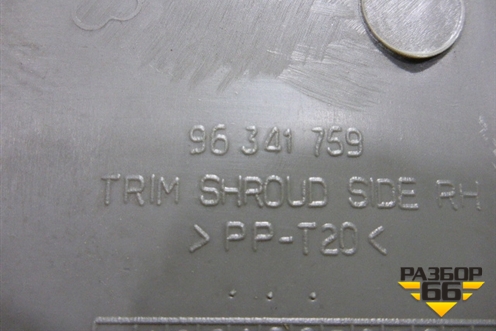 96 341 759
TRIM SHROUD SIDE RH
>PP-T20<
РАЗБОР
66